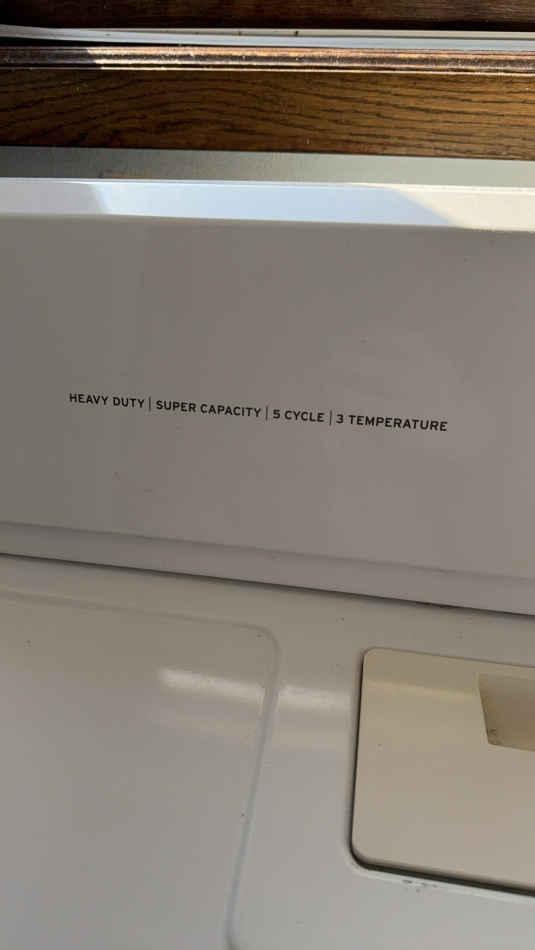 HEAVY DUTY | SUPER CAPACITY | 5 CYCLE | 3 TEMPERATURE